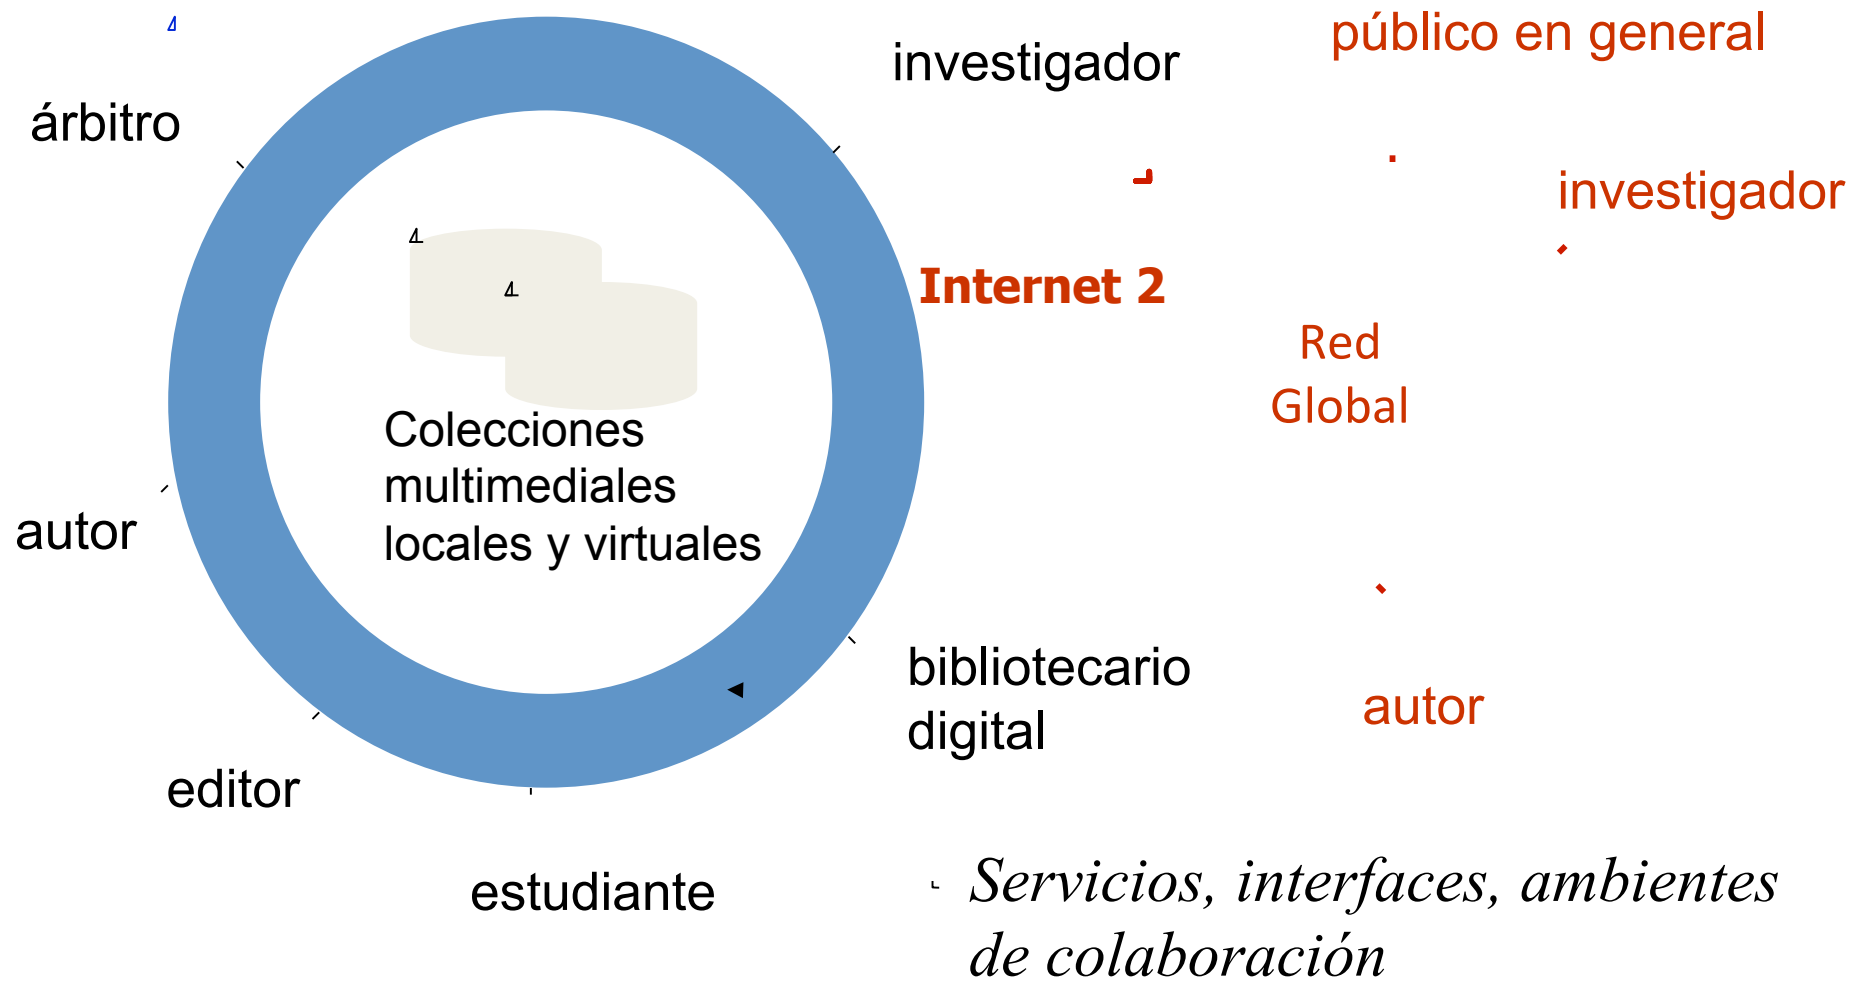 público en general
investigador
árbitro
investigador
Internet 2
Red
Global
Colecciones
multimediales
locales y virtuales
autor
bibliotecario
digital
autor
editor
estudiante
Servicios, interfaces, ambientes
de colaboración